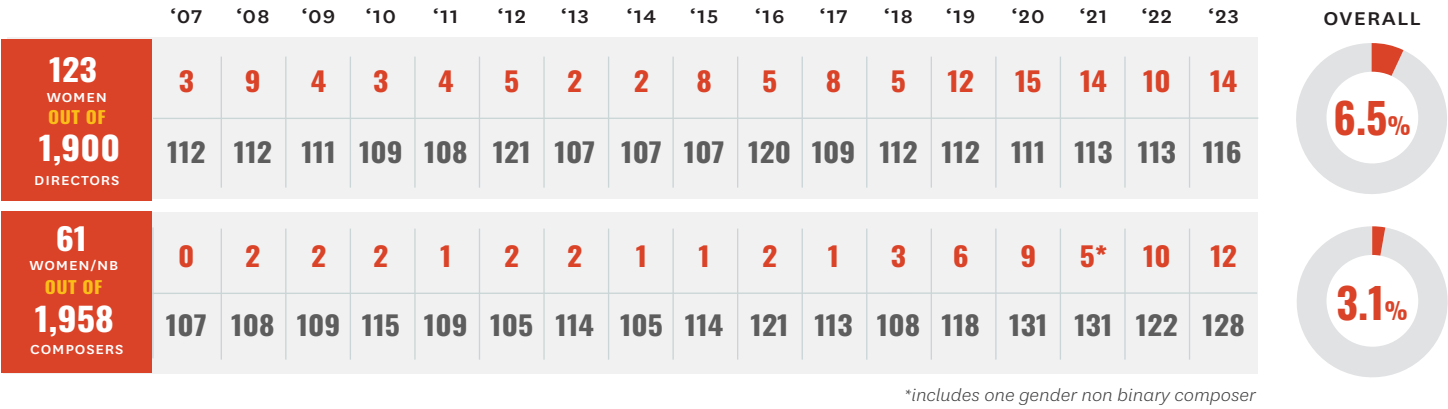 ‘07 ‘08 ‘09 ‘10 ‘11 ‘12 ‘13 ‘14 ‘15 ‘16 ‘17 ‘18 ‘19 ‘20 ‘21 ‘22 ‘23 OVERALL
123
WOMEN
OUT OF
1,900
DIRECTORS
3 9 4 3 4 5 2 2 8 5 8 5 12 15 14 10 14
112 112 111 109 108 121 107 107 107 120 109 112 112 111 113 113 116
6.5%
61
WOMEN/NB
OUT OF
1,958
COMPOSERS
0 2 2 2 1 2 2 1 1 2 1 3 6 9 5* 10 12
107 108 109 115 109 105 114 105 114 121 113 108 118 131 131 122 128
3.1%
*includes one gender non binary composer